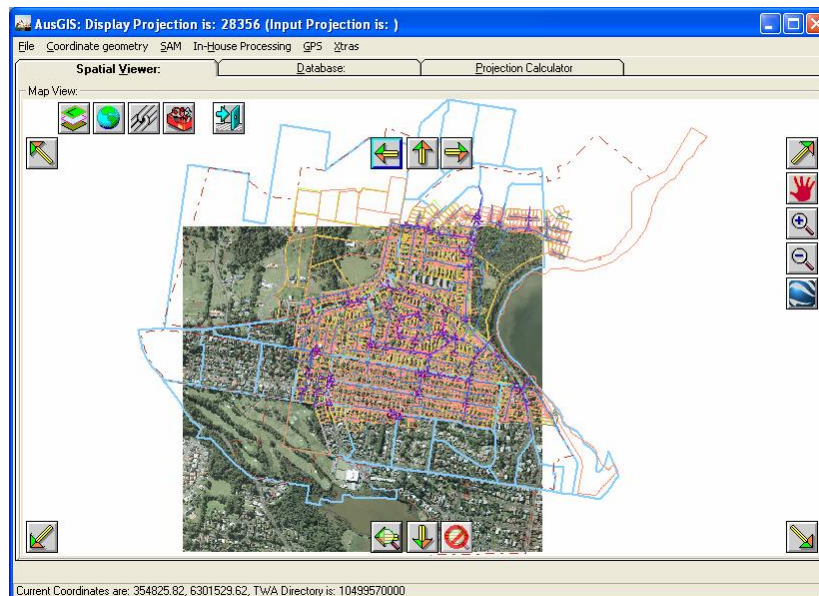 AusGIS: Display Projection is: 28356 (Input Projection is: )
File Coordinate geometry SAM In-House Processing GPS Xtras
Spatial Viewer: Database: Projection Calculator
Map View:
Current Coordinates are: 354825.82, 6301529.62, TWA Directory is: 10499570000